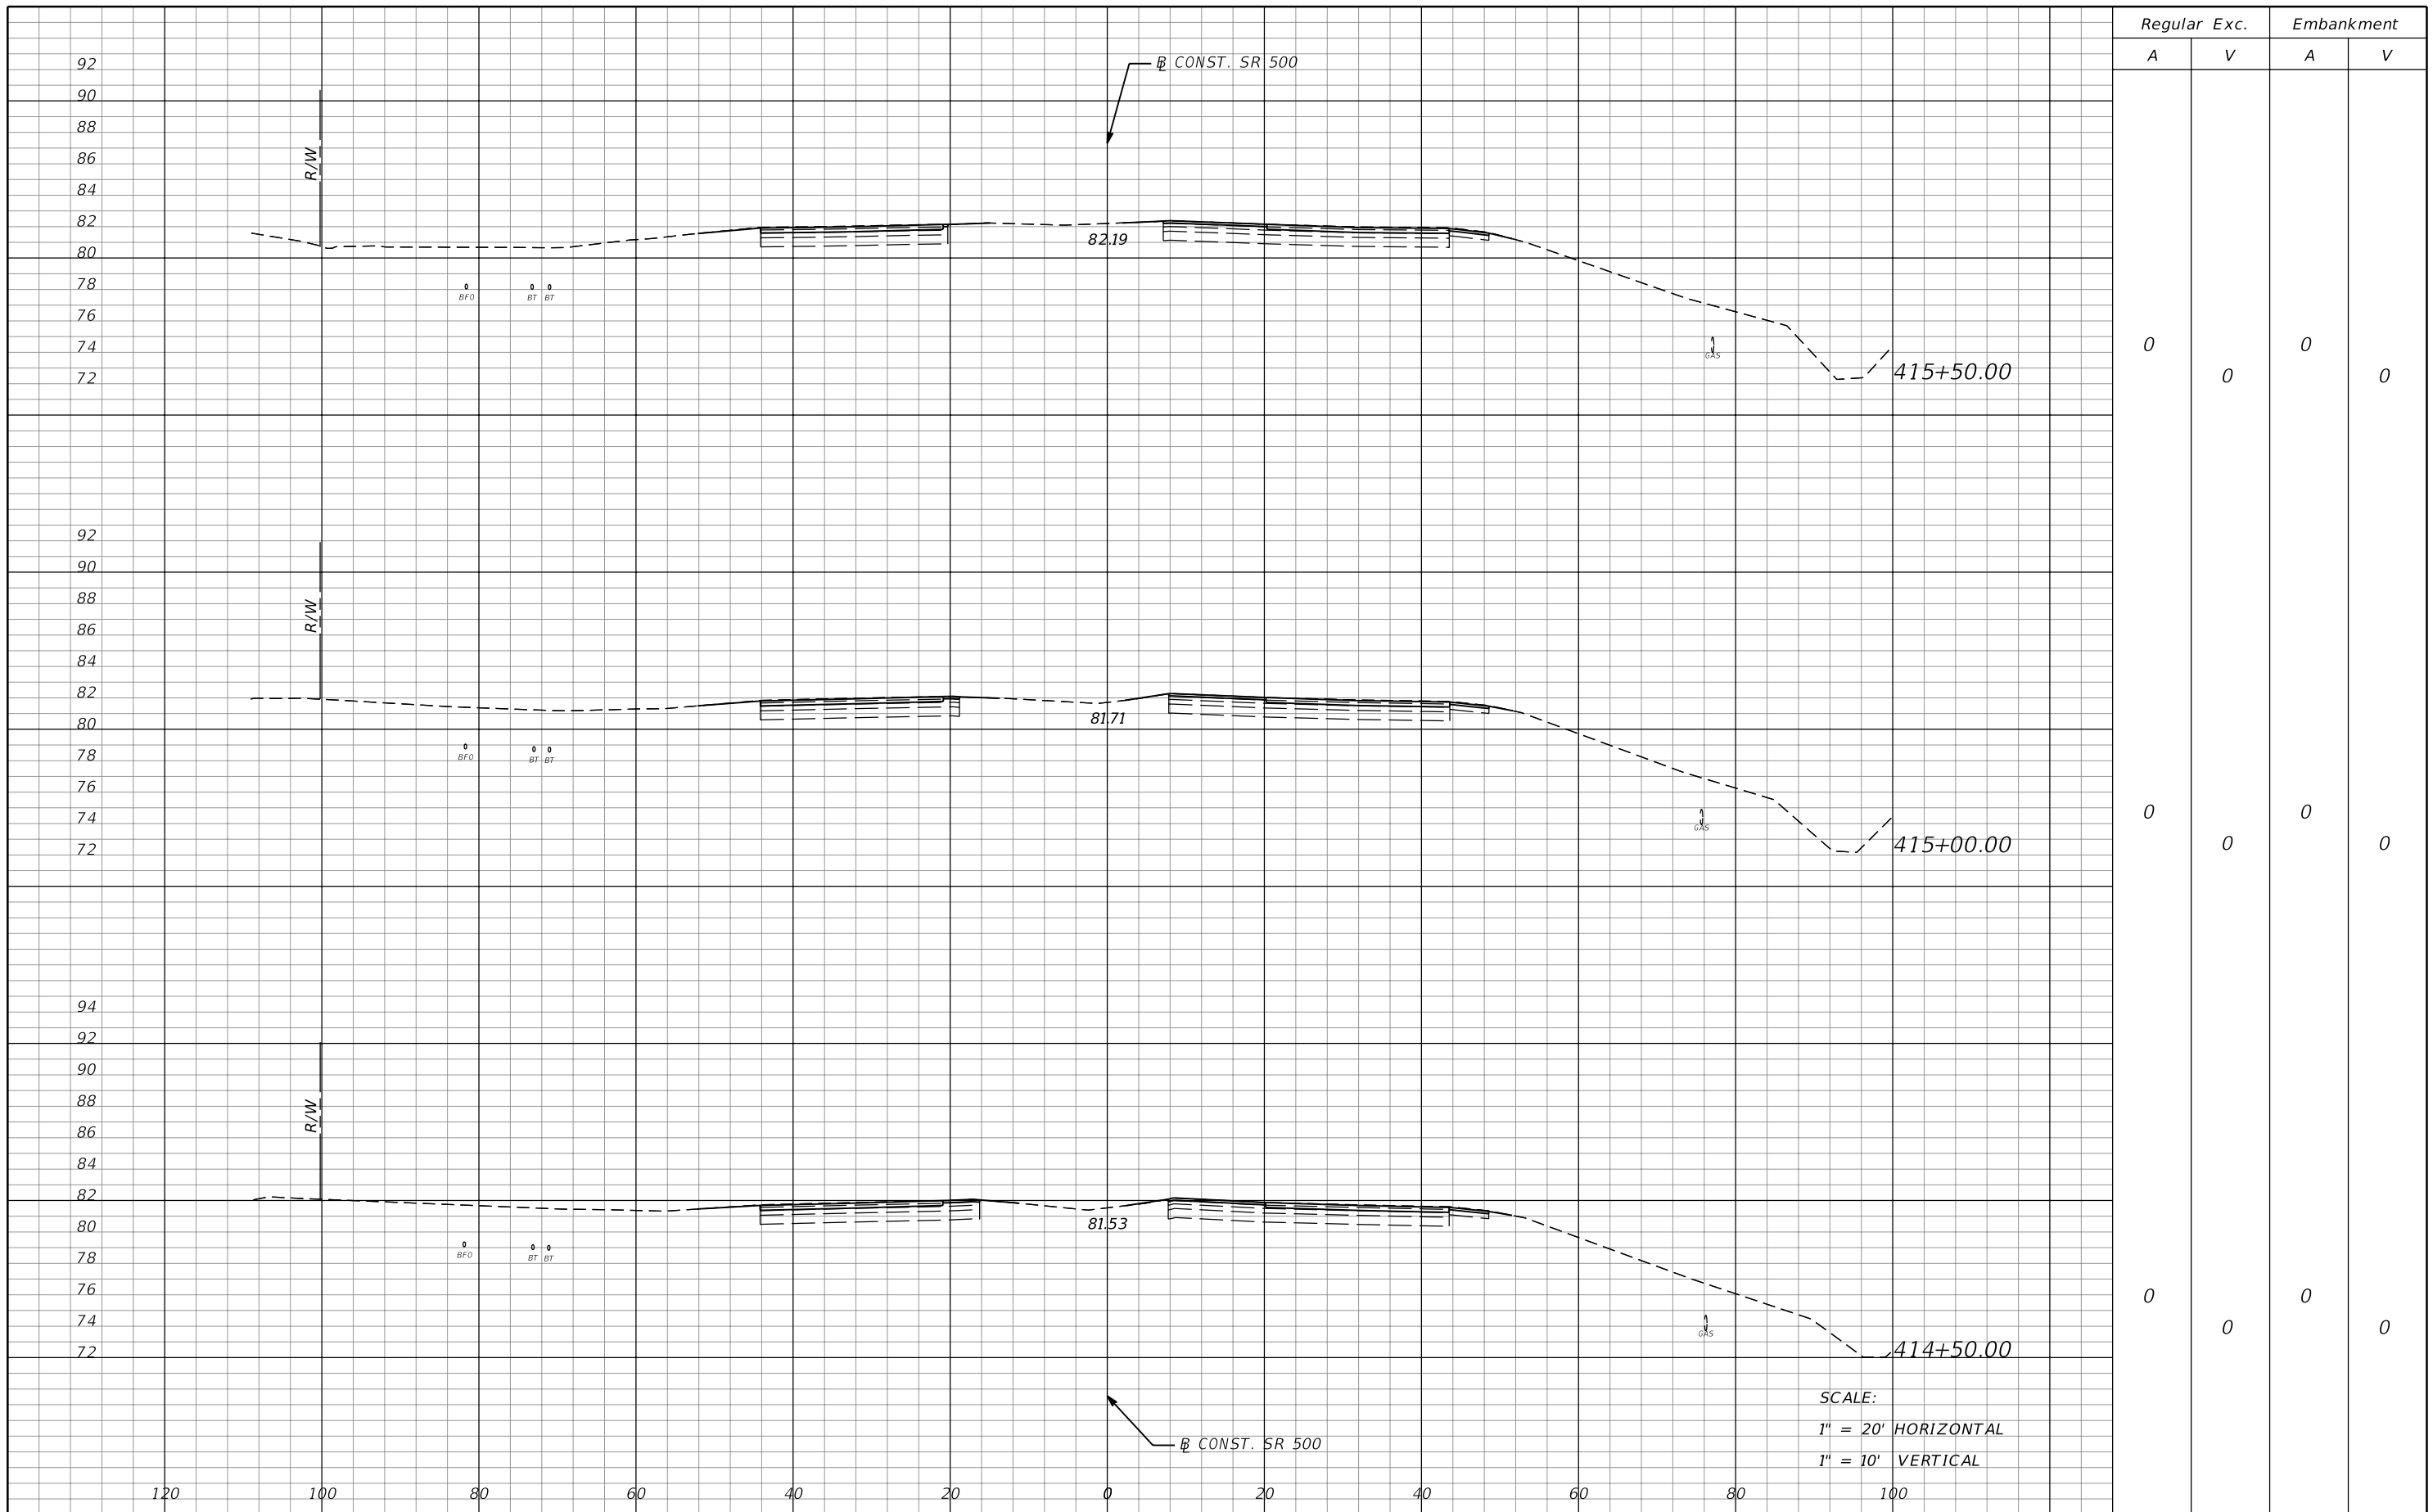 Regular Exc. Embankment
A V A V
92
90
88
86
84
82
80
78
76
74
72
R/W
BFO BT BT
℄ CONST. SR 500
82.19
GAS
415+50.00
0 0
0 0
92
90
88
86
84
82
80
78
76
74
72
R/W
BFO BT BT
81.71
GAS
415+00.00
0 0
0 0
94
92
90
88
86
84
82
80
78
76
74
72
R/W
BFO BT BT
81.53
GAS
414+50.00
0 0
0 0
℄ CONST. SR 500
SCALE:
1" = 20' HORIZONTAL
1" = 10' VERTICAL
120 100 80 60 40 20 0 20 40 60 80 100